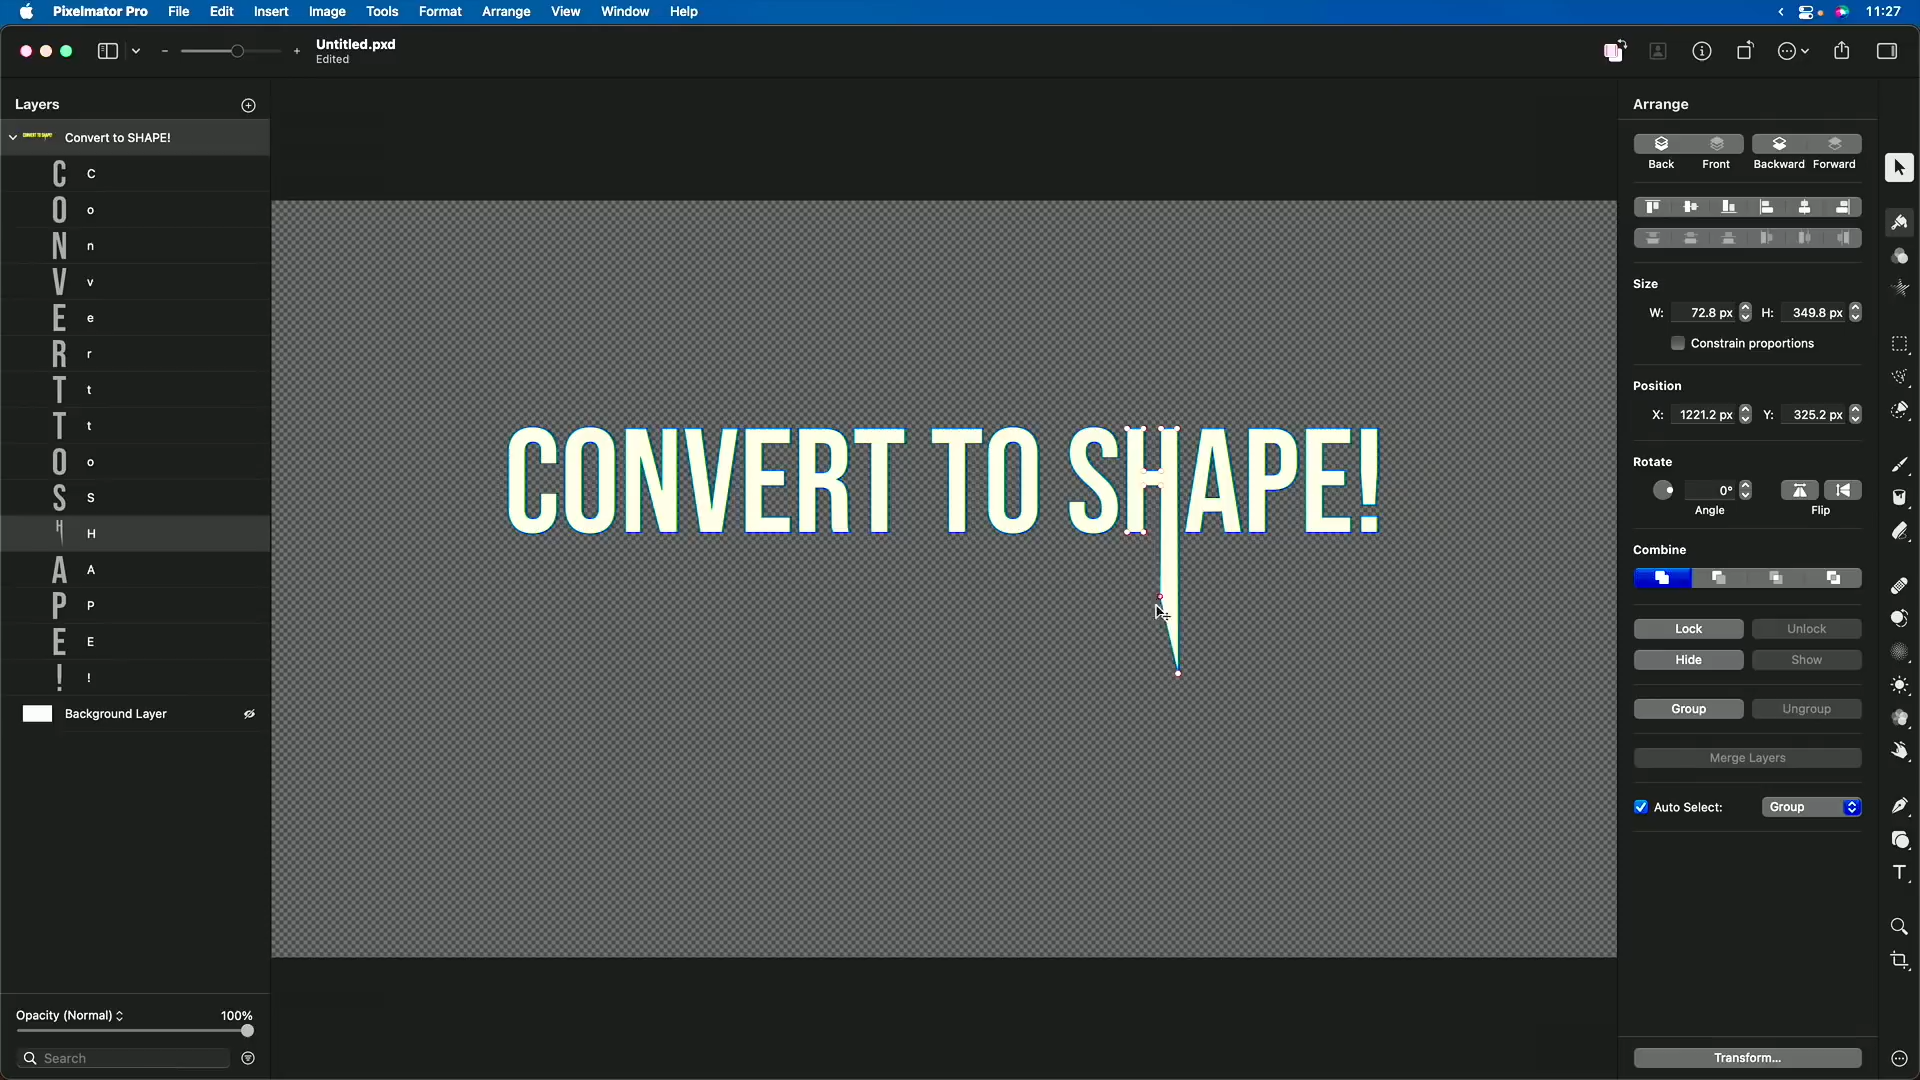 Pixelmator Pro File Edit Insert Image Tools Format Arrange View Window Help 11:27
Untitled.pxd
Edited
Layers
Convert to SHAPE!
C
o
n
v
e
r
t
t
o
S
H
A
P
E
!
Background Layer
Opacity (Normal) 100%
Search
CONVERT TO SHAPE!
Arrange
Back Front Backward Forward
Size
W: 72.8 px H: 349.8 px
Constrain proportions
Position
X: 1221.2 px Y: 325.2 px
Rotate
0°
Angle Flip
Combine
Lock Unlock
Hide Show
Group Ungroup
Merge Layers
Auto Select: Group
Transform...